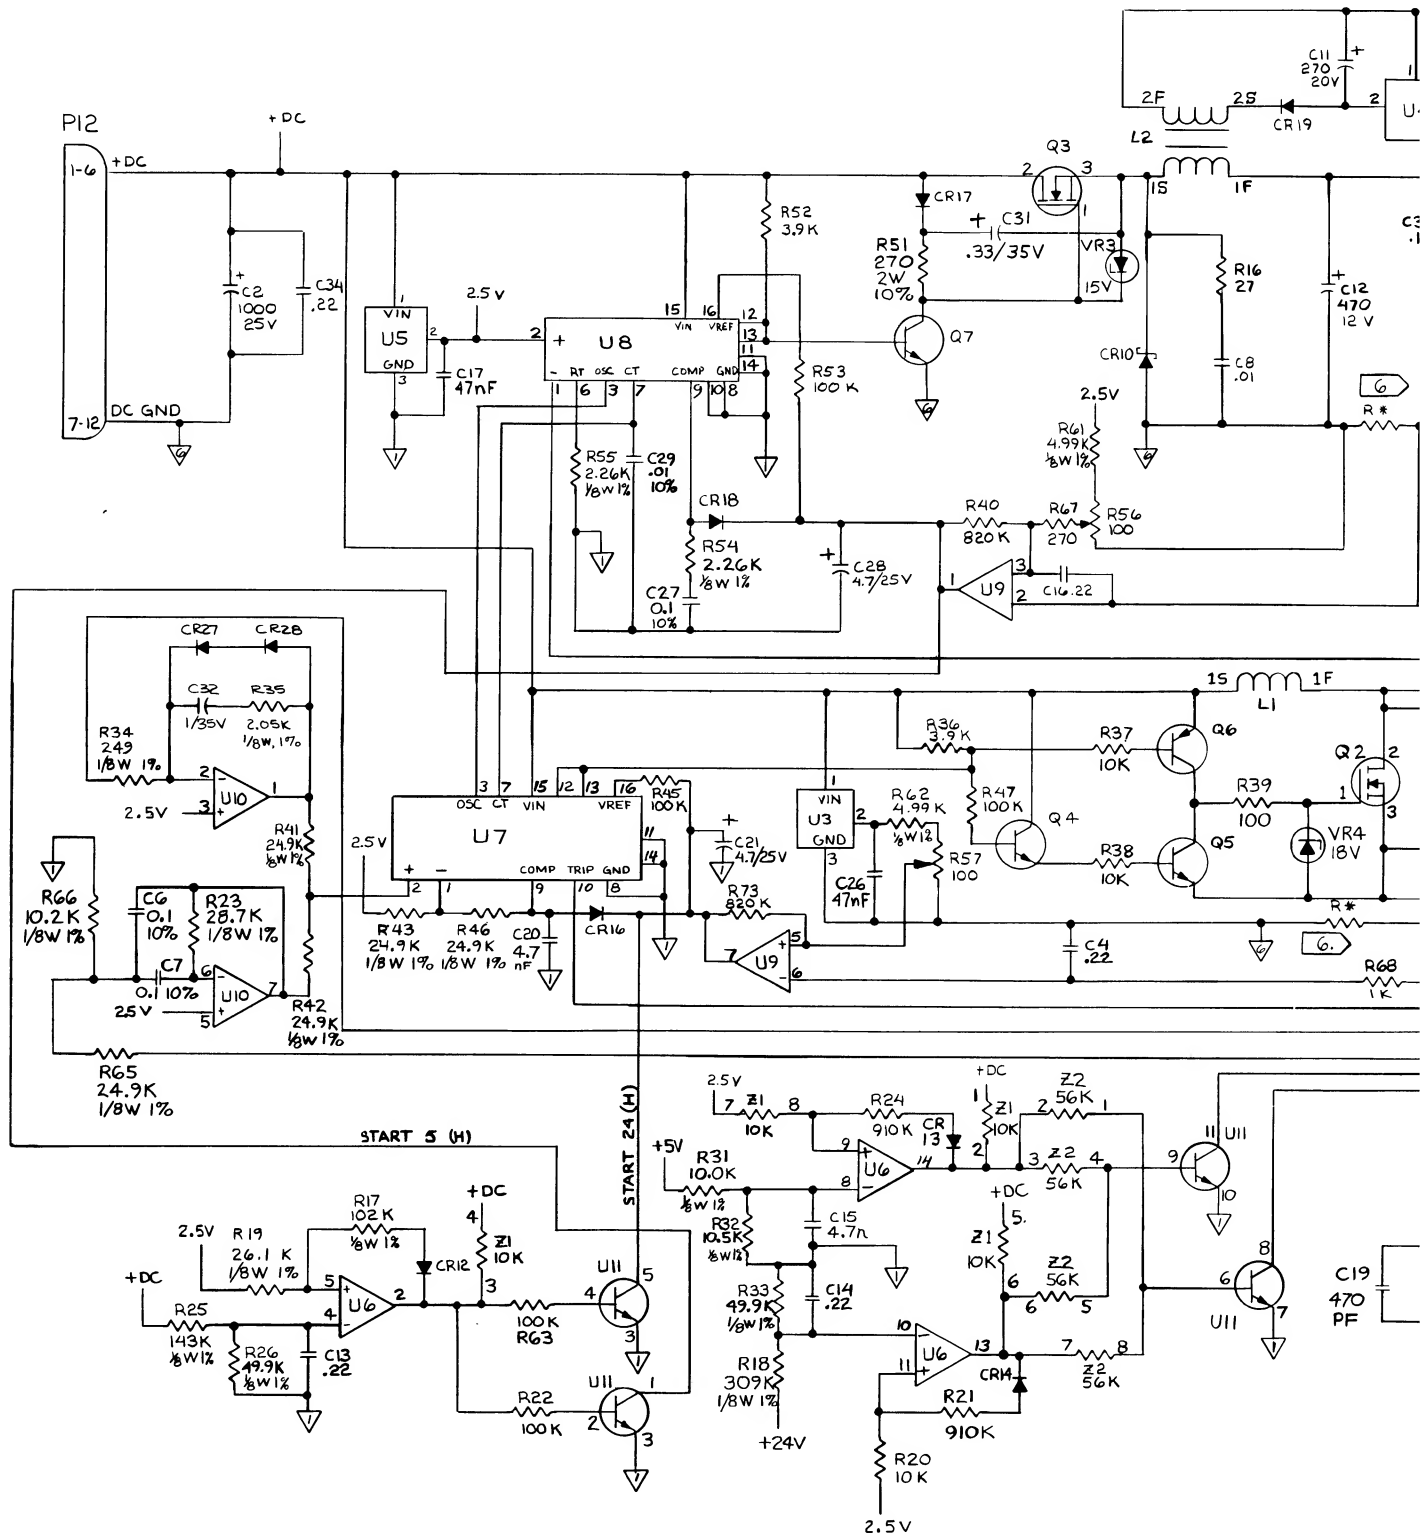 C11
270
20V
+
1
2F
2S
2
U
CR19
L2
P12
+DC
1-6
+DC
Q3
2
3
1S
1F
CR17
R52
3.9K
+
C31
.33/35V
1
VR3
15V
R51
270
2W
10%
R16
27
+
C12
470
12V
C3
.1
+
C2
1000
25V
C34
.22
2.5V
1
VIN
U5
2
GND
3
C17
47nF
15
VIN
16
VREF
12
13
11
14
2
+
U8
-
RT
OSC
CT
COMP
GND
1
6
3
7
9
10
8
Q7
R53
100K
CR10
C8
.01
6
R*
7-12
DC GND
6
1
6
1
6
2.5V
R61
4.99K
1/8W 1%
R55
2.26K
1/8W 1%
C29
.01
10%
CR18
R40
820K
R67
270
R56
100
1
R54
2.26K
1/8W 1%
+
C28
4.7/25V
C27
0.1
10%
1
U9
3
2
C16 .22
CR27
CR28
C32
1/35V
R35
2.05K
1/8W, 1%
R34
249
1/8W 1%
2
-
U10
1
2.5V
3
+
1S
1F
L1
R36
3.9K
R37
10K
Q6
Q2
2
1
3
3
7
15
12
13
16
OSC
CT
VIN
VREF
R45
100K
U7
11
14
+
-
COMP
TRIP
GND
2
1
9
10
8
2.5V
R41
24.9K
1/8W 1%
+
C21
4.7/25V
1
1
VIN
U3
2
GND
3
R62
4.99K
1/8W 1%
R47
100K
Q4
R57
100
R39
100
VR4
18V
R38
10K
Q5
C26
47nF
1
R66
10.2K
1/8W 1%
C6
0.1
10%
R23
28.7K
1/8W 1%
C7
0.1 10%
6
-
U10
7
2.5V
5
+
R43
24.9K
1/8W 1%
R46
24.9K
1/8W 1%
C20
4.7
nF
CR16
1
1
R73
820K
7
U9
5
+
6
-
C4
.22
6
R*
6.
R68
1K
R42
24.9K
1/8W 1%
R65
24.9K
1/8W 1%
START 5 (H)
START 24 (H)
2.5V
7
Z1
10K
8
R24
910K
CR
13
+DC
1
Z1
10K
2
Z2
56K
2
1
+5V
R31
10.0K
1/8W 1%
9
+
U6
14
8
-
3
Z2
4
56K
9
11
U11
10
1
R32
10.5K
1/8W 1%
C15
4.7n
1
+DC
5.
Z1
10K
6
Z2
56K
6
5
8
6
U11
7
1
C19
470
PF
R17
102K
1/8W 1%
+DC
4
Z1
10K
3
2.5V
R19
26.1 K
1/8W 1%
CR12
+DC
5
+
U6
2
4
-
R25
143K
1/8W 1%
R26
49.9K
1/8W 1%
C13
.22
1
100K
R63
U11
4
5
3
1
R22
100K
U11
2
1
3
1
R33
49.9K
1/8W 1%
C14
.22
R18
309K
1/8W 1%
+24V
10
-
U6
13
11
+
CR14
7
Z2
56K
8
R21
910K
R20
10K
2.5V